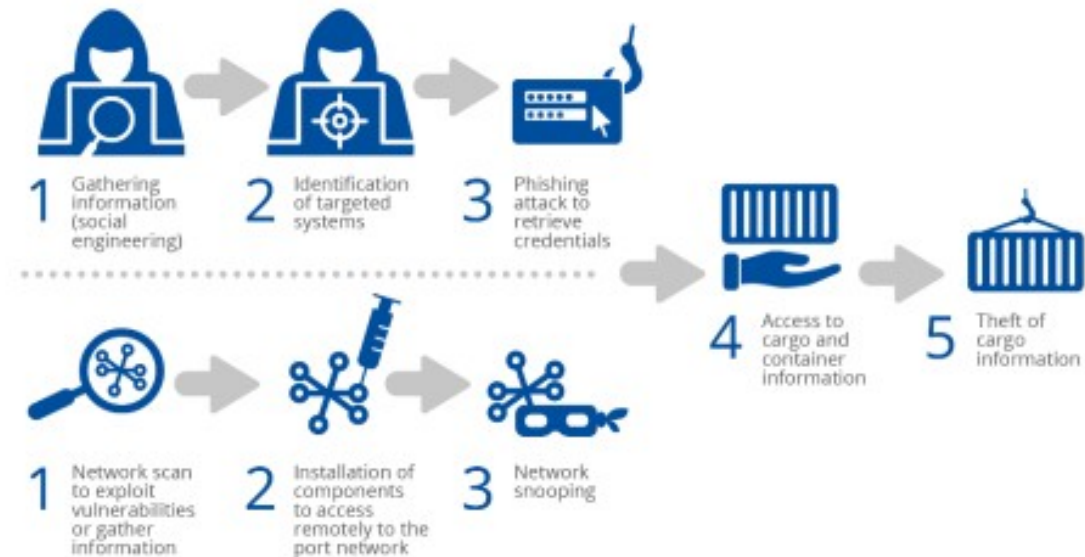 1 Gathering
information
(social
engineering)
2 Identification
of targeted
systems
3 Phishing
attack to
retrieve
credentials
4 Access to
cargo and
container
information
5 Theft of
cargo
information
1 Network scan
to exploit
vulnerabilities
or gather
information
2 Installation of
components
to access
remotely to the
port network
3 Network
snooping